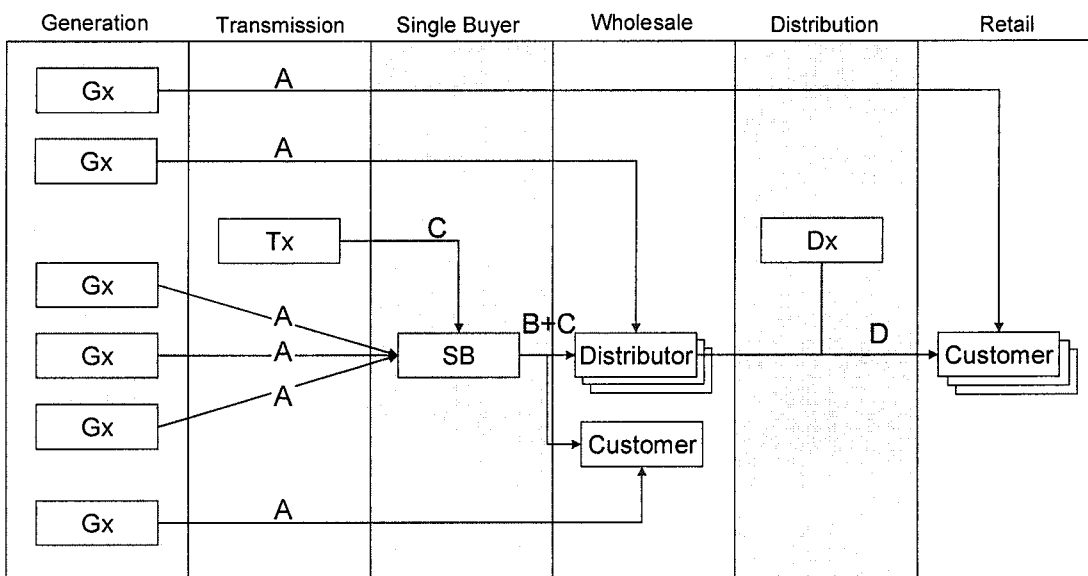 Generation Transmission Single Buyer Wholesale Distribution Retail
Gx A
Gx A
Tx C Dx
Gx
A B+C
Gx A SB Distributor D Customer
A
Gx
Customer
Gx A